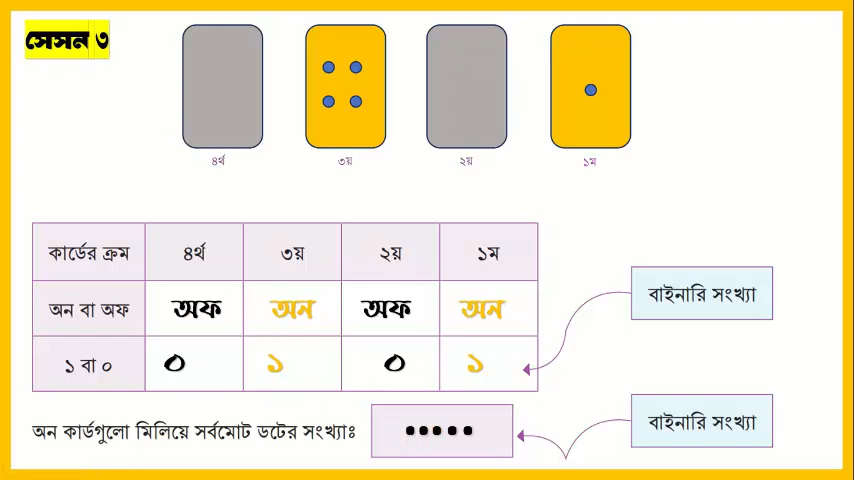 সেসন ৩
৪র্থ ৩য় ২য় ১ম
কার্ডের ক্রম ৪র্থ ৩য় ২য় ১ম
অন বা অফ অফ অন অফ অন
১ বা ০ ০ ১ ০ ১
বাইনারি সংখ্যা
অন কার্ডগুলো মিলিয়ে সর্বমোট ডটের সংখ্যাঃ
বাইনারি সংখ্যা